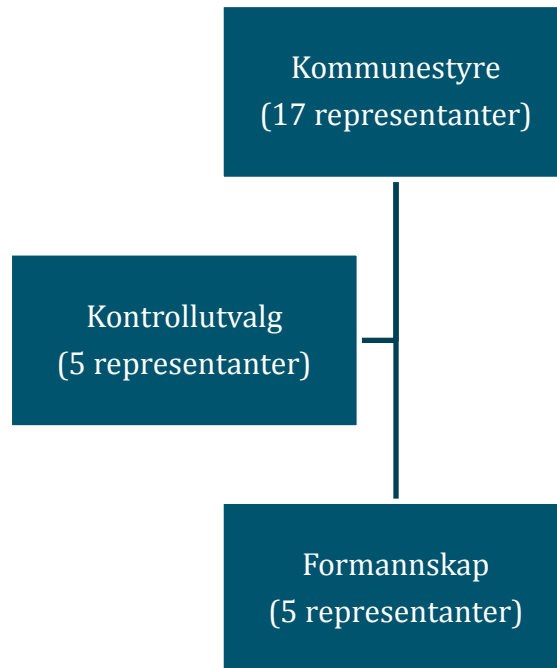 Kommunestyre
(17 representanter)
Kontrollutvalg
(5 representanter)
Formannskap
(5 representanter)